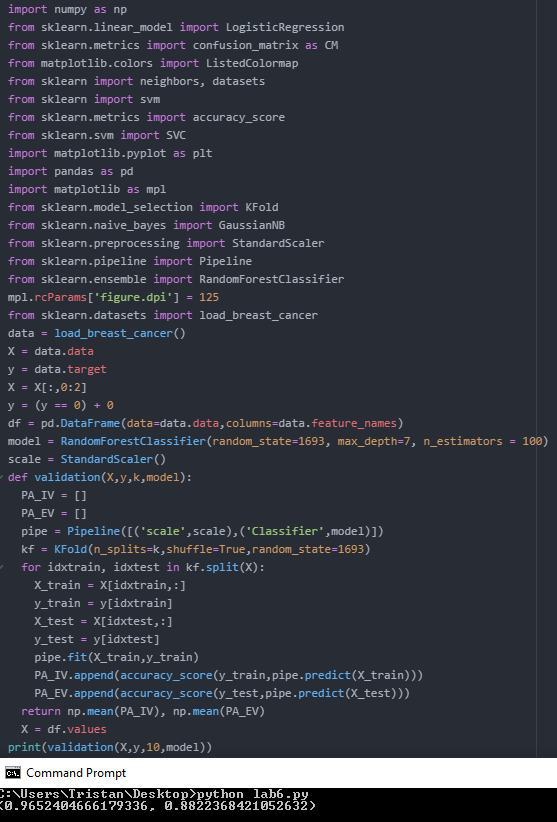 import numpy as np
from sklearn.linear_model import LogisticRegression
from sklearn.metrics import confusion_matrix as CM
from matplotlib.colors import ListedColormap
from sklearn import neighbors, datasets
from sklearn import svm
from sklearn.metrics import accuracy_score
from sklearn.svm import SVC
import matplotlib.pyplot as plt
import pandas as pd
import matplotlib as mpl
from sklearn.model_selection import KFold
from sklearn.naive_bayes import GaussianNB
from sklearn.preprocessing import StandardScaler
from sklearn.pipeline import Pipeline
from sklearn.ensemble import RandomForestClassifier
mpl.rcParams['figure.dpi'] = 125
from sklearn.datasets import load_breast_cancer
data = load_breast_cancer()
X = data.data
y = data.target
X = X[:,0:2]
y = (y == 0) + 0
df = pd.DataFrame(data=data.data,columns=data.feature_names)
model = RandomForestClassifier(random_state=1693, max_depth=7, n_estimators = 100)
scale = StandardScaler()
def validation(X,y,k,model):
  PA_IV = []
  PA_EV = []
  pipe = Pipeline([('scale',scale),('Classifier',model)])
  kf = KFold(n_splits=k,shuffle=True,random_state=1693)
  for idxtrain, idxtest in kf.split(X):
    X_train = X[idxtrain,:]
    y_train = y[idxtrain]
    X_test = X[idxtest,:]
    y_test = y[idxtest]
    pipe.fit(X_train,y_train)
    PA_IV.append(accuracy_score(y_train,pipe.predict(X_train)))
    PA_EV.append(accuracy_score(y_test,pipe.predict(X_test)))
  return np.mean(PA_IV), np.mean(PA_EV)
  X = df.values
print(validation(X,y,10,model))
Command Prompt
C:\Users\Tristan\Desktop>python lab6.py
(0.9652404666179336, 0.8822368421052632)